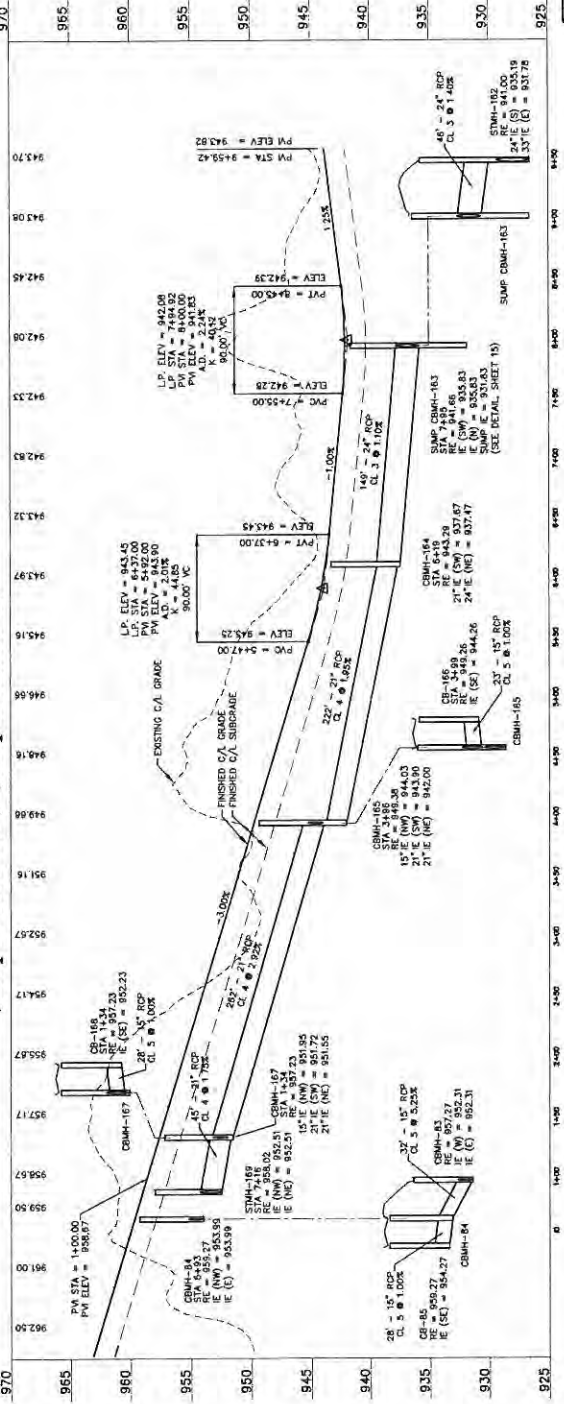 970
965
960
955
950
945
940
935
930
925
962.50
961.00
959.50
958.67
957.17
955.67
954.17
952.67
951.16
949.66
948.16
946.66
945.16
943.97
943.32
942.83
942.33
942.08
942.45
943.08
943.70
PVI STA = 1+00.00
PVI ELEV = 958.67
CB-168
STA 1+34
RE = 957.23
IE (SE) = 952.23
28' - 15" RCP
CL 5 @ 1.00%
CBMH-167
-3.00%
EXISTING C/L GRADE
FINISHED C/L GRADE
FINISHED C/L SUBGRADE
L.P. ELEV = 943.45
L.P. STA = 6+37.00
PVI STA = 5+92.00
PVI ELEV = 943.90
A.D. = 2.01%
K = 44.85
90.00' VC
PVC = 5+47.00
ELEV = 945.25
PVT = 6+37.00
ELEV = 943.45
-1.00%
L.P. ELEV = 942.08
L.P. STA = 7+94.92
PVI STA = 8+00.00
PVI ELEV = 941.83
A.D. = 2.24%
90.00' VC
PVC = 7+55.00
ELEV = 942.28
PVT = 8+45.00
ELEV = 942.39
1.25%
PVI STA = 9+59.42
PVI ELEV = 943.82
45' - 21" RCP
CL 4 @ 1.75%
262' - 21" RCP
CL 4 @ 2.92%
222' - 21" RCP
CL 4 @ 1.95%
149' - 24" RCP
CL 3 @ 1.10%
CBMH-84
STA 6+93
RE = 959.27
IE (NW) = 953.99
IE (E) = 953.99
STMH-169
STA 7+16
RE = 958.02
IE (NW) = 952.51
IE (NE) = 952.51
CBMH-167
STA 1+34
RE = 957.23
15" IE (NW) = 951.95
21" IE (SW) = 951.72
21" IE (NE) = 951.55
28' - 15" RCP
CL 5 @ 1.00%
CB-85
RE = 959.27
IE (SE) = 954.27
CBMH-84
32' - 15" RCP
CL 5 @ 5.25%
CBMH-83
RE = 957.27
IE (W) = 952.31
IE (E) = 952.31
CBMH-165
STA 3+96
RE = 949.38
15" IE (NW) = 944.03
21" IE (SW) = 943.90
21" IE (NE) = 942.00
CB-166
STA 3+99
RE = 949.26
IE (SE) = 944.26
23' - 15" RCP
CL 5 @ 1.00%
CBMH-165
CBMH-164
STA 6+19
RE = 943.29
21" IE (SW) = 937.67
24" IE (NE) = 937.47
SUMP CBMH-163
STA 7+95
RE = 941.66
IE (SW) = 935.83
IE (N) = 935.83
SUMP IE = 931.83
(SEE DETAIL SHEET 15)
46' - 24" RCP
CL 3 @ 1.40%
SUMP CBMH-163
STMH-162
RE = 941.00
24" IE (S) = 935.19
33" IE (E) = 931.78
1+00
1+50
2+00
2+50
3+00
3+50
4+00
4+50
5+00
5+50
6+00
6+50
7+00
7+50
8+00
8+50
9+00
9+50
970
965
960
955
950
945
940
935
930
925